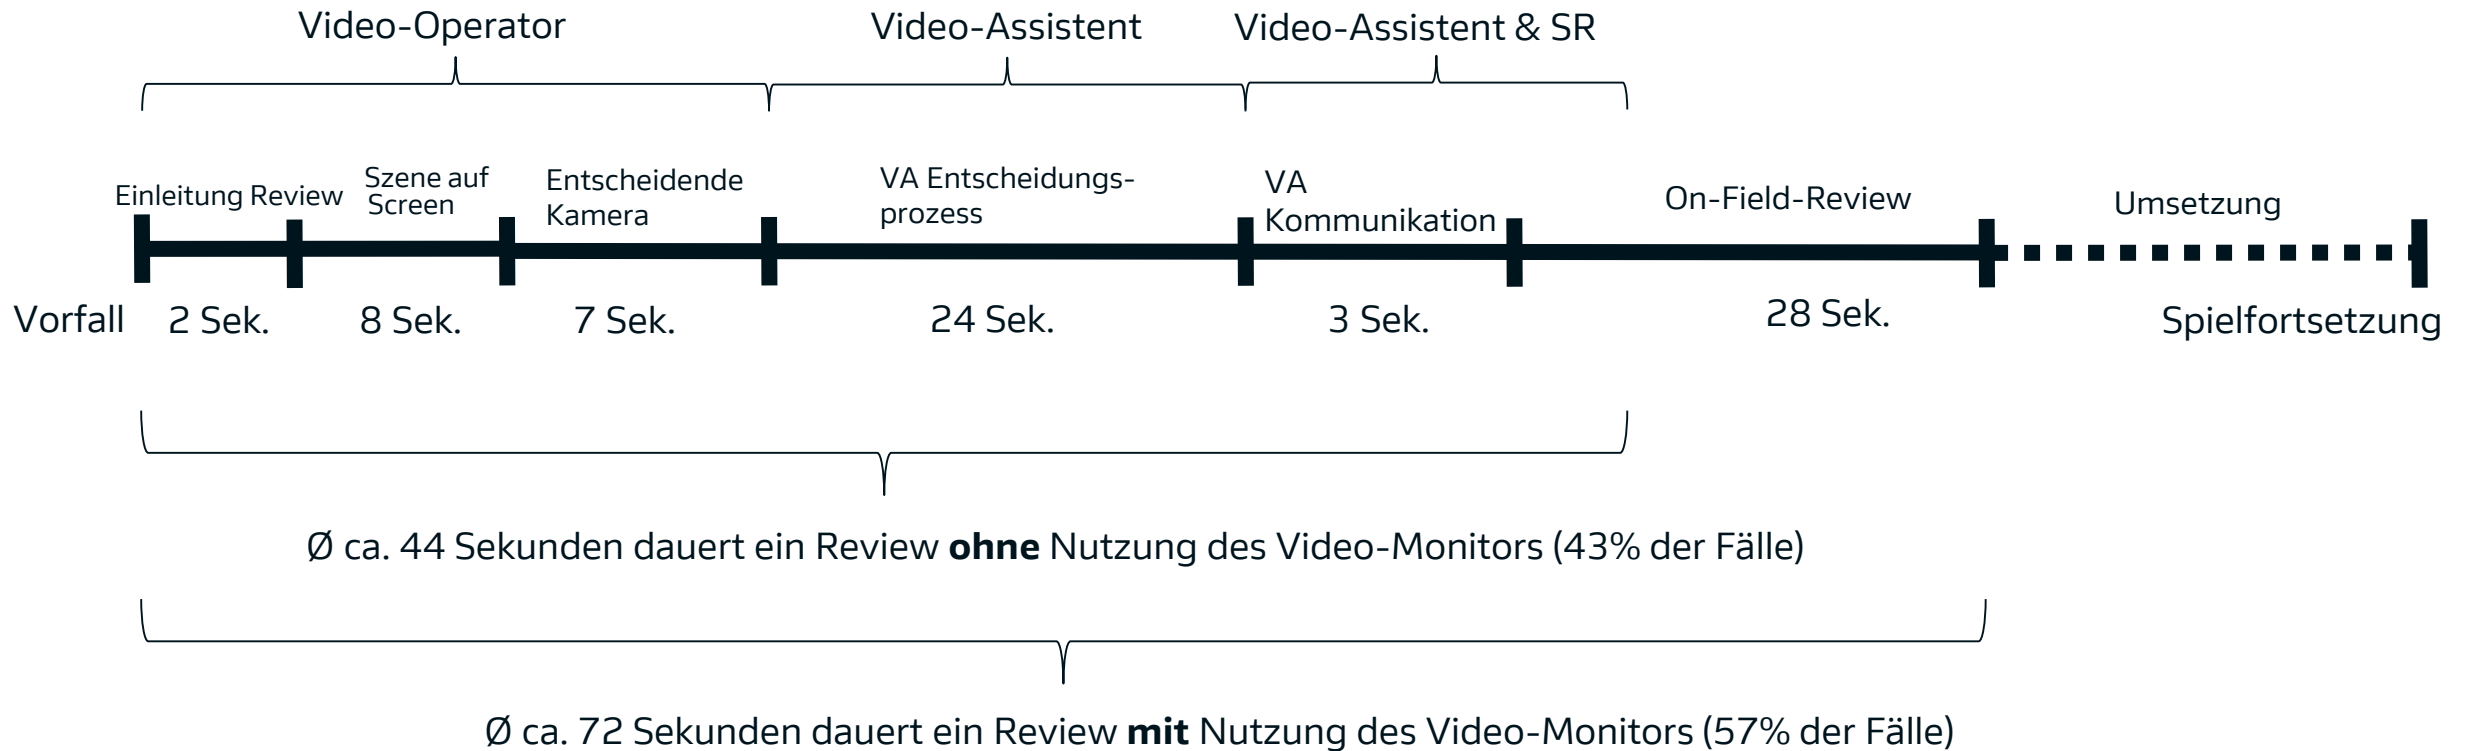 Video-Operator
Video-Assistent
Video-Assistent & SR
Einleitung Review
Szene auf
Screen
Entscheidende
Kamera
VA Entscheidungs-
prozess
VA
Kommunikation
On-Field-Review
Umsetzung
Vorfall
2 Sek.
8 Sek.
7 Sek.
24 Sek.
3 Sek.
28 Sek.
Spielfortsetzung
Ø ca. 44 Sekunden dauert ein Review ohne Nutzung des Video-Monitors (43% der Fälle)
Ø ca. 72 Sekunden dauert ein Review mit Nutzung des Video-Monitors (57% der Fälle)